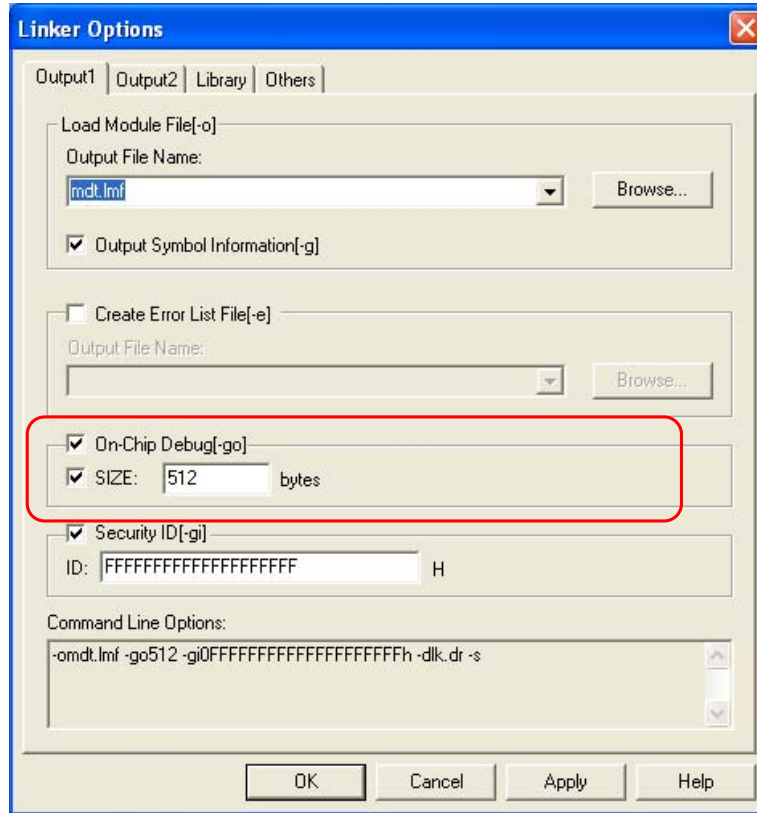 Linker Options
Output1 Output2 Library Others
Load Module File[-o]
Output File Name:
mdt.lmf Browse...
Output Symbol Information[-g]
Create Error List File[-e]
Output File Name:
Browse...
On-Chip Debug[-go]
SIZE: 512 bytes
Security ID[-gi]
ID: FFFFFFFFFFFFFFFFFFFF H
Command Line Options:
-omdt.lmf -go512 -gi0FFFFFFFFFFFFFFFFFFFFh -dlk.dr -s
OK Cancel Apply Help